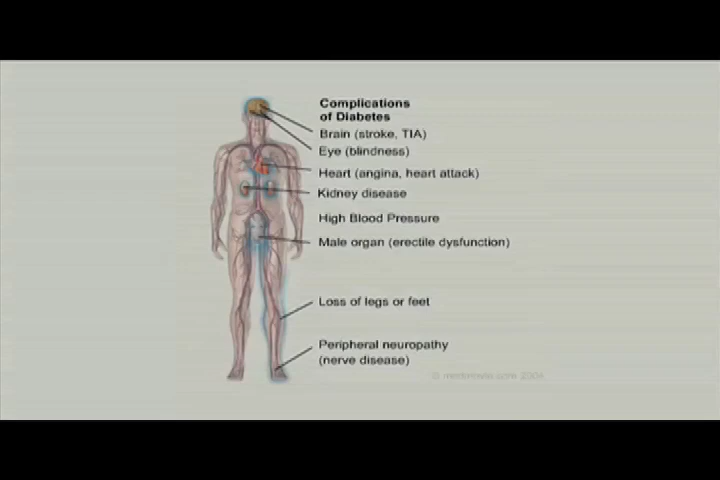 Complications
of Diabetes
Brain (stroke, TIA)
Eye (blindness)
Heart (angina, heart attack)
Kidney disease
High Blood Pressure
Male organ (erectile dysfunction)
Loss of legs or feet
Peripheral neuropathy
(nerve disease)